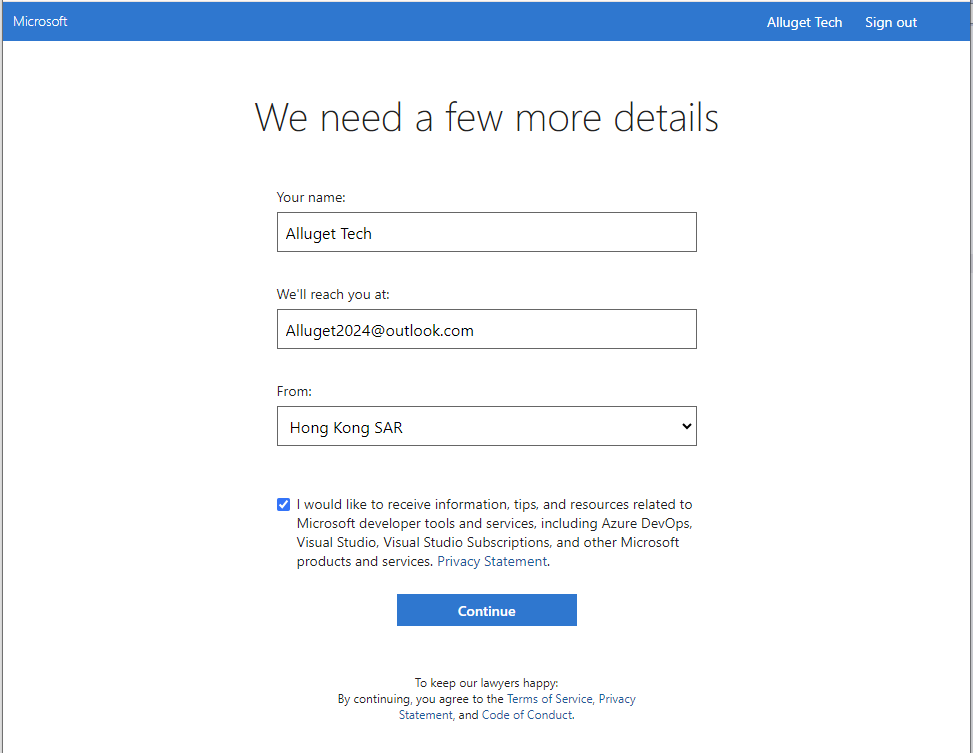 Microsoft
Alluget Tech
Sign out
We need a few more details
Your name:
Alluget Tech
We'll reach you at:
Alluget2024@outlook.com
From:
Hong Kong SAR
I would like to receive information, tips, and resources related to
Microsoft developer tools and services, including Azure DevOps,
Visual Studio, Visual Studio Subscriptions, and other Microsoft
products and services. Privacy Statement.
Continue
To keep our lawyers happy:
By continuing, you agree to the Terms of Service, Privacy
Statement, and Code of Conduct.